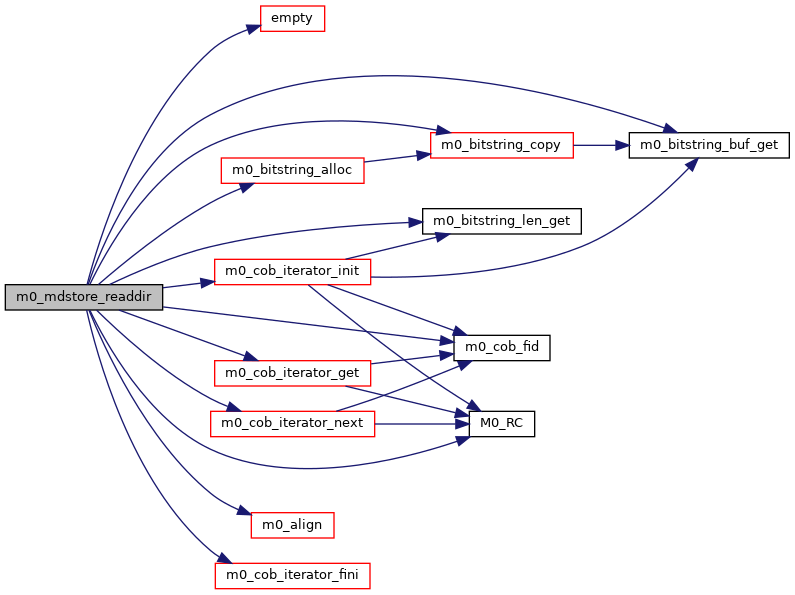 empty
m0_bitstring_copy
m0_bitstring_buf_get
m0_bitstring_alloc
m0_bitstring_len_get
m0_cob_iterator_init
m0_mdstore_readdir
m0_cob_fid
m0_cob_iterator_get
m0_cob_iterator_next
M0_RC
m0_align
m0_cob_iterator_fini